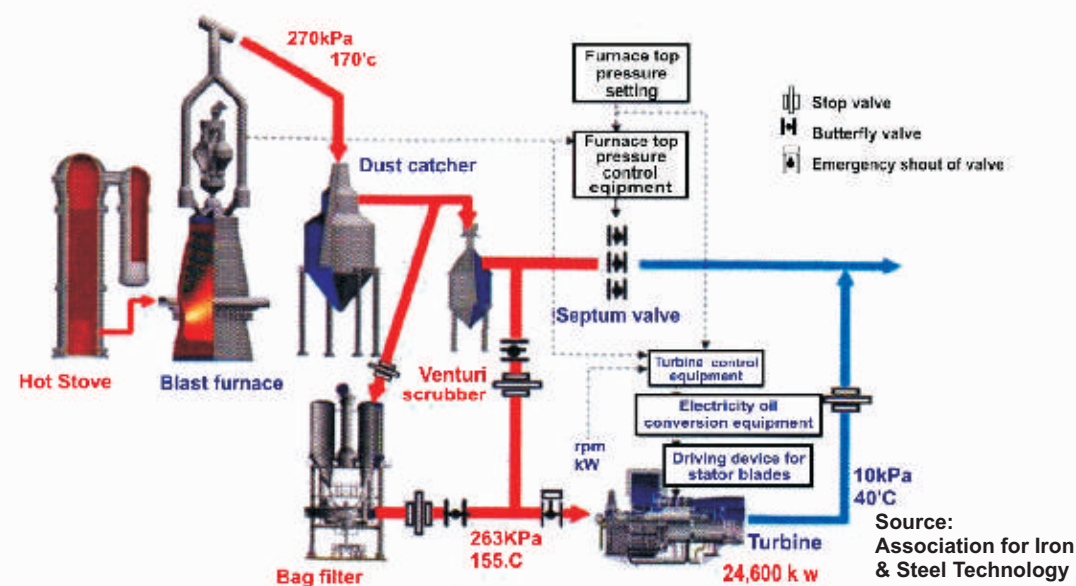 270kPa
170'c
Furnace top
pressure
setting
Stop valve
Butterfly valve
Emergency shout of valve
Furnace top
pressure
control
eqipment
Dust catcher
Septum valve
Hot Stove
Blast furnace
Venturi
scrubber
Turbine control
equipment
Electricity oil
conversion equipment
rpm
kW
Driving device for
stator blades
10kPa
40'C
263KPa
155.C
Bag filter
Turbine
24,600 k w
Source:
Association for Iron
& Steel Technology